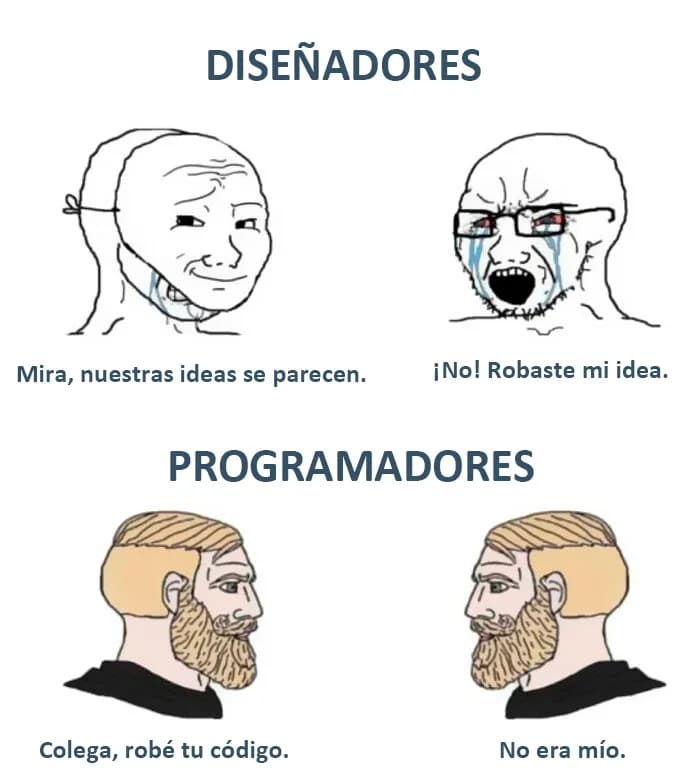 DISEÑADORES
Mira, nuestras ideas se parecen.
¡No! Robaste mi idea.
PROGRAMADORES
Colega, robé tu código.
No era mío.